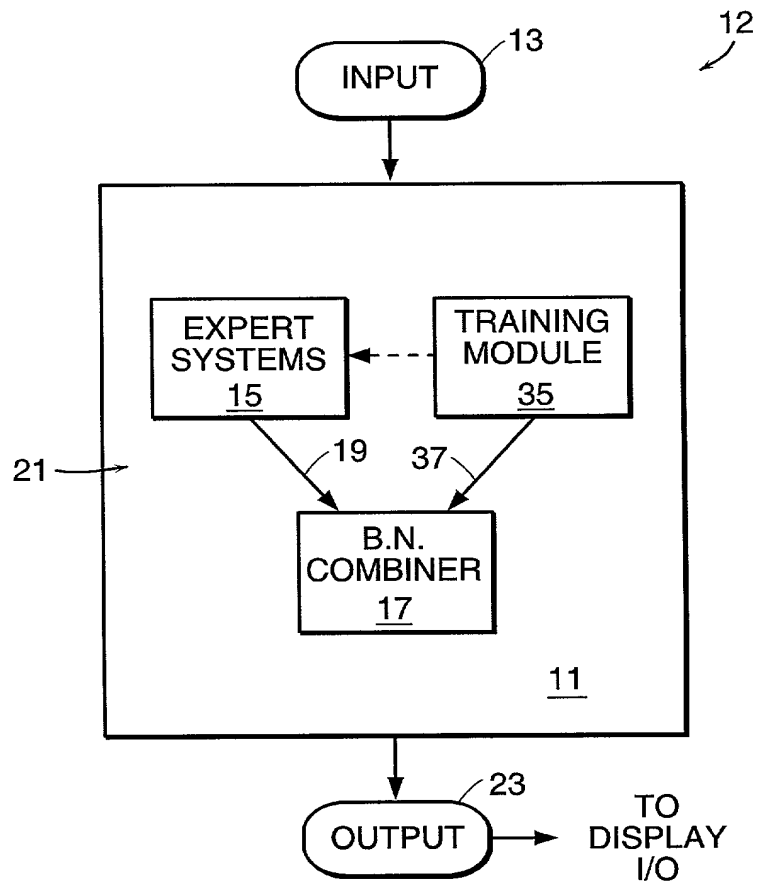 12
13
INPUT
EXPERT
SYSTEMS
15
TRAINING
MODULE
35
21
19
37
B.N.
COMBINER
17
11
23
OUTPUT
TO
DISPLAY
I/O